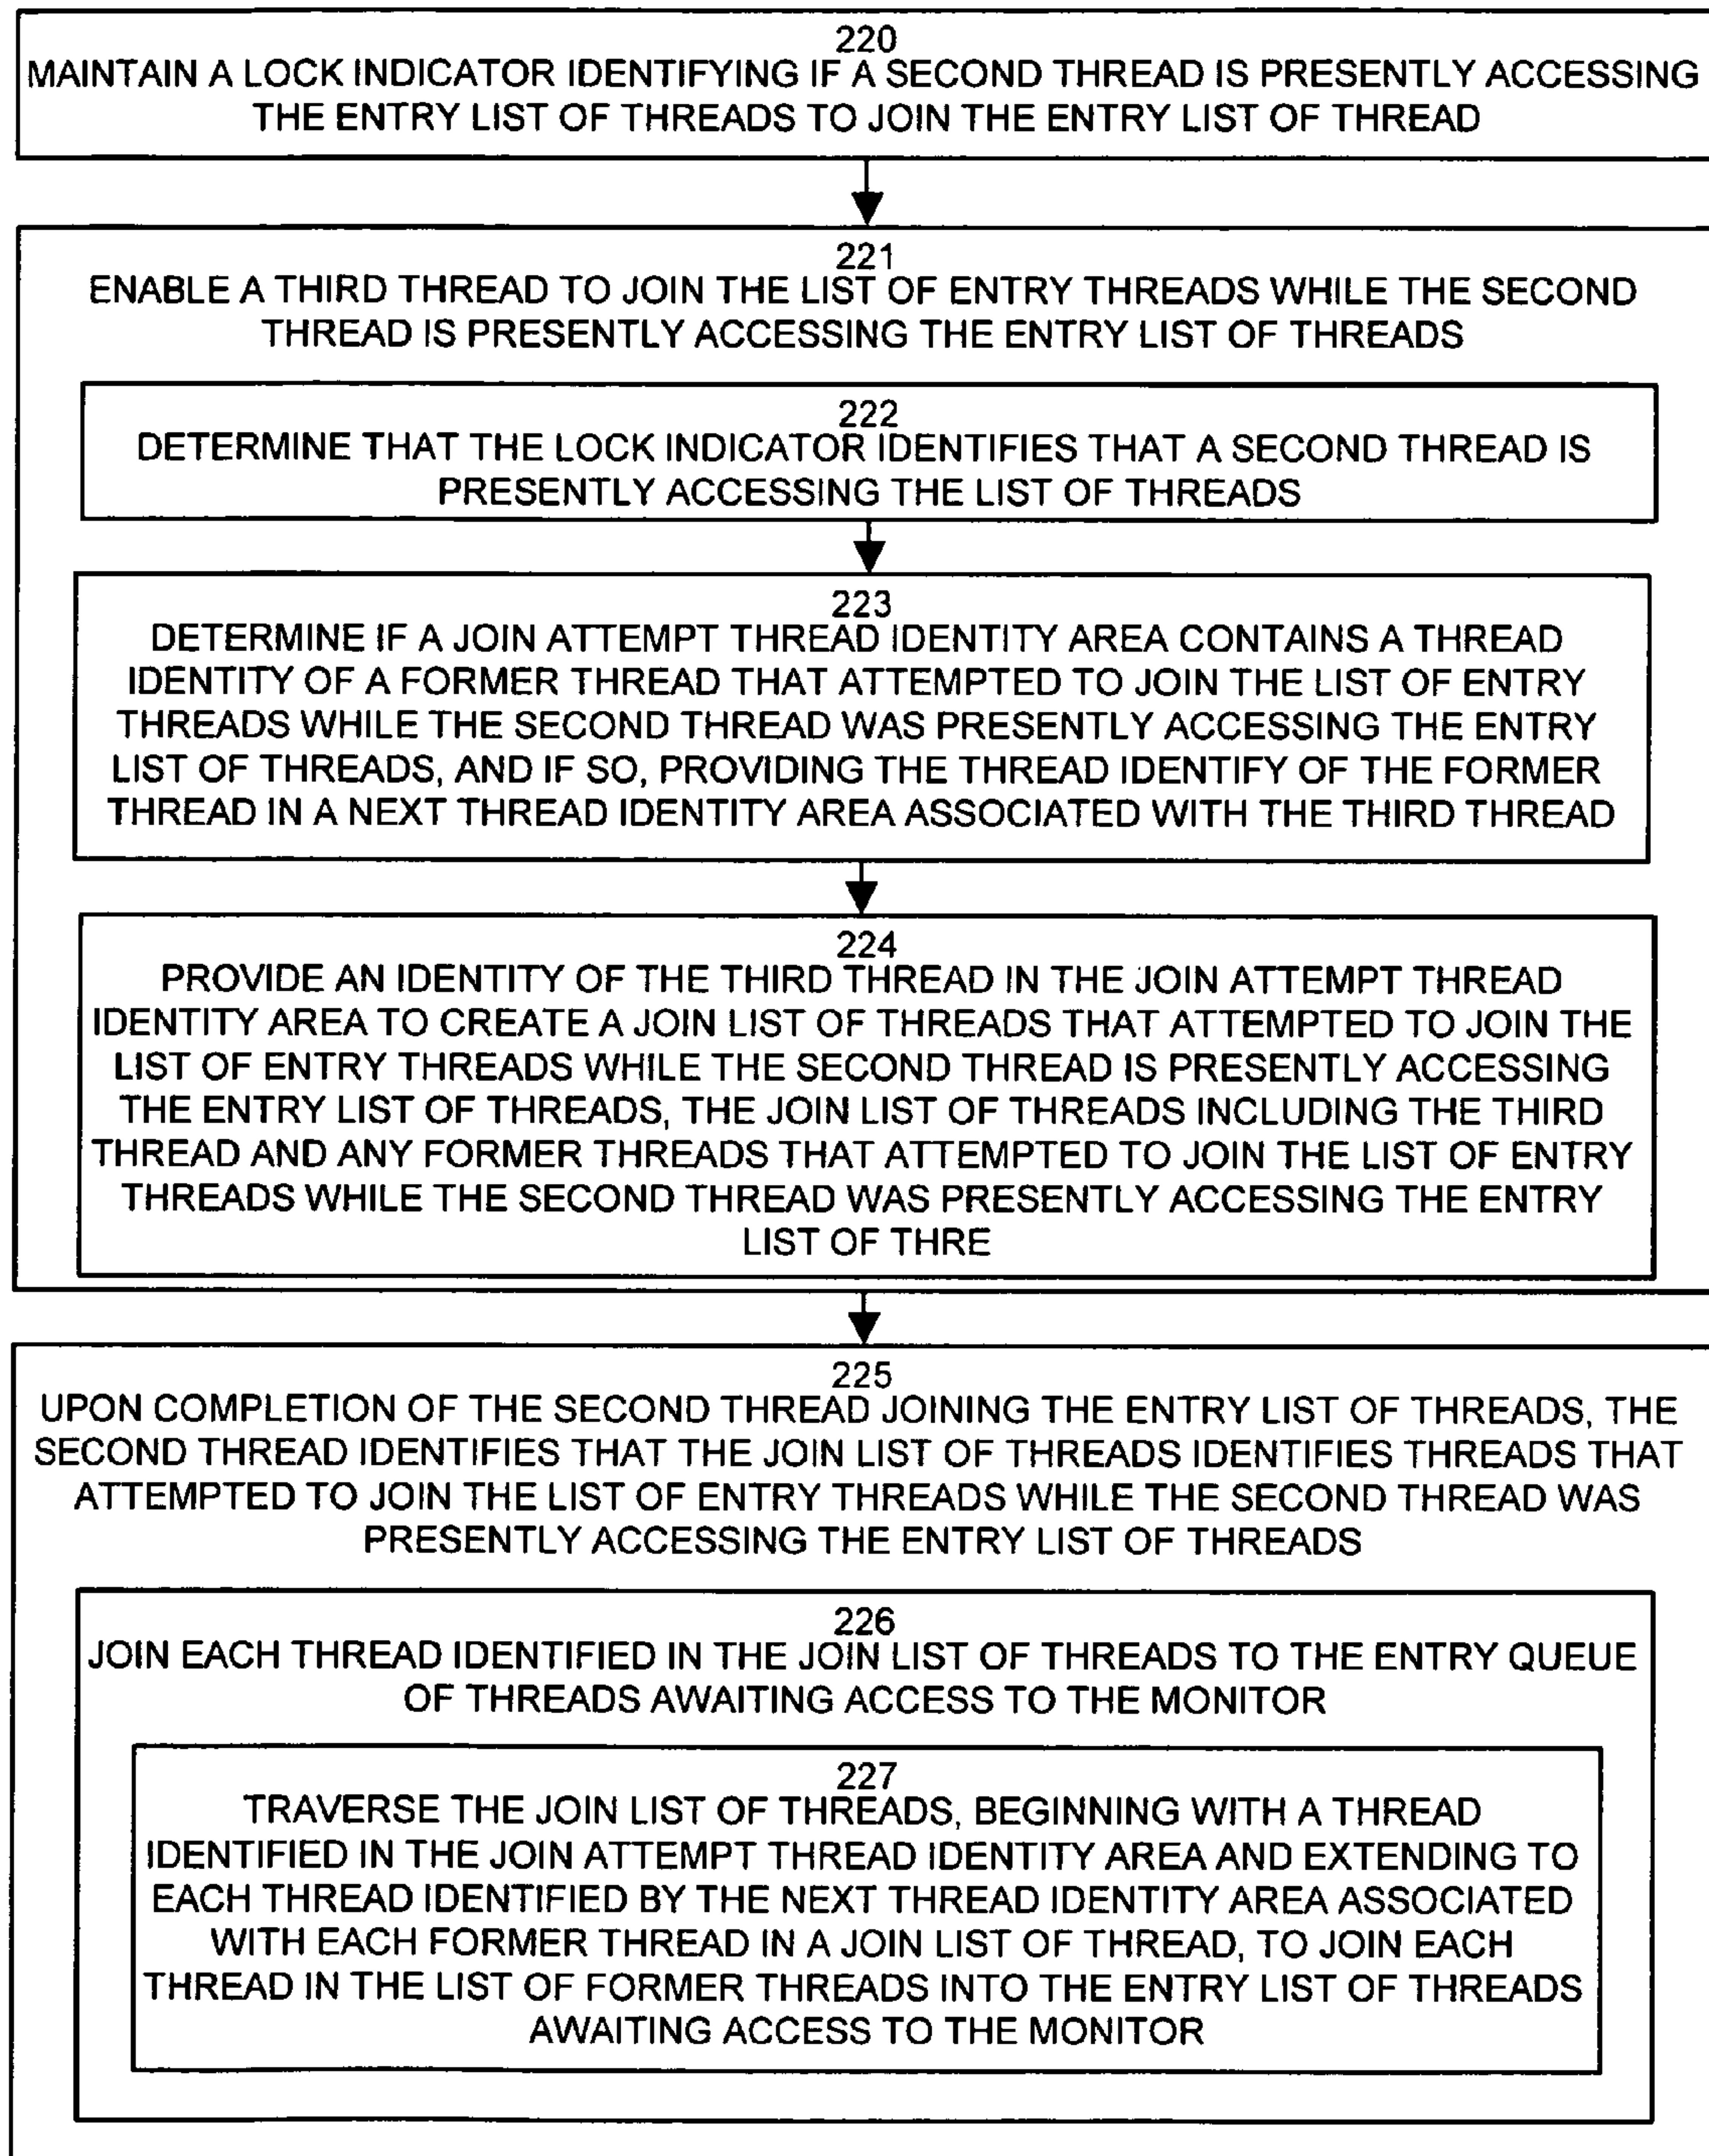 220
MAINTAIN A LOCK INDICATOR IDENTIFYING IF A SECOND THREAD IS PRESENTLY ACCESSING
THE ENTRY LIST OF THREADS TO JOIN THE ENTRY LIST OF THREAD
221
ENABLE A THIRD THREAD TO JOIN THE LIST OF ENTRY THREADS WHILE THE SECOND
THREAD IS PRESENTLY ACCESSING THE ENTRY LIST OF THREADS
222
DETERMINE THAT THE LOCK INDICATOR IDENTIFIES THAT A SECOND THREAD IS
PRESENTLY ACCESSING THE LIST OF THREADS
223
DETERMINE IF A JOIN ATTEMPT THREAD IDENTITY AREA CONTAINS A THREAD
IDENTITY OF A FORMER THREAD THAT ATTEMPTED TO JOIN THE LIST OF ENTRY
THREADS WHILE THE SECOND THREAD WAS PRESENTLY ACCESSING THE ENTRY
LIST OF THREADS, AND IF SO, PROVIDING THE THREAD IDENTIFY OF THE FORMER
THREAD IN A NEXT THREAD IDENTITY AREA ASSOCIATED WITH THE THIRD THREAD
224
PROVIDE AN IDENTITY OF THE THIRD THREAD IN THE JOIN ATTEMPT THREAD
IDENTITY AREA TO CREATE A JOIN LIST OF THREADS THAT ATTEMPTED TO JOIN THE
LIST OF ENTRY THREADS WHILE THE SECOND THREAD IS PRESENTLY ACCESSING
THE ENTRY LIST OF THREADS, THE JOIN LIST OF THREADS INCLUDING THE THIRD
THREAD AND ANY FORMER THREADS THAT ATTEMPTED TO JOIN THE LIST OF ENTRY
THREADS WHILE THE SECOND THREAD WAS PRESENTLY ACCESSING THE ENTRY
LIST OF THRE
225
UPON COMPLETION OF THE SECOND THREAD JOINING THE ENTRY LIST OF THREADS, THE
SECOND THREAD IDENTIFIES THAT THE JOIN LIST OF THREADS IDENTIFIES THREADS THAT
ATTEMPTED TO JOIN THE LIST OF ENTRY THREADS WHILE THE SECOND THREAD WAS
PRESENTLY ACCESSING THE ENTRY LIST OF THREADS
226
JOIN EACH THREAD IDENTIFIED IN THE JOIN LIST OF THREADS TO THE ENTRY QUEUE
OF THREADS AWAITING ACCESS TO THE MONITOR
227
TRAVERSE THE JOIN LIST OF THREADS, BEGINNING WITH A THREAD
IDENTIFIED IN THE JOIN ATTEMPT THREAD IDENTITY AREA AND EXTENDING TO
EACH THREAD IDENTIFIED BY THE NEXT THREAD IDENTITY AREA ASSOCIATED
WITH EACH FORMER THREAD IN A JOIN LIST OF THREAD, TO JOIN EACH
THREAD IN THE LIST OF FORMER THREADS INTO THE ENTRY LIST OF THREADS
AWAITING ACCESS TO THE MONITOR